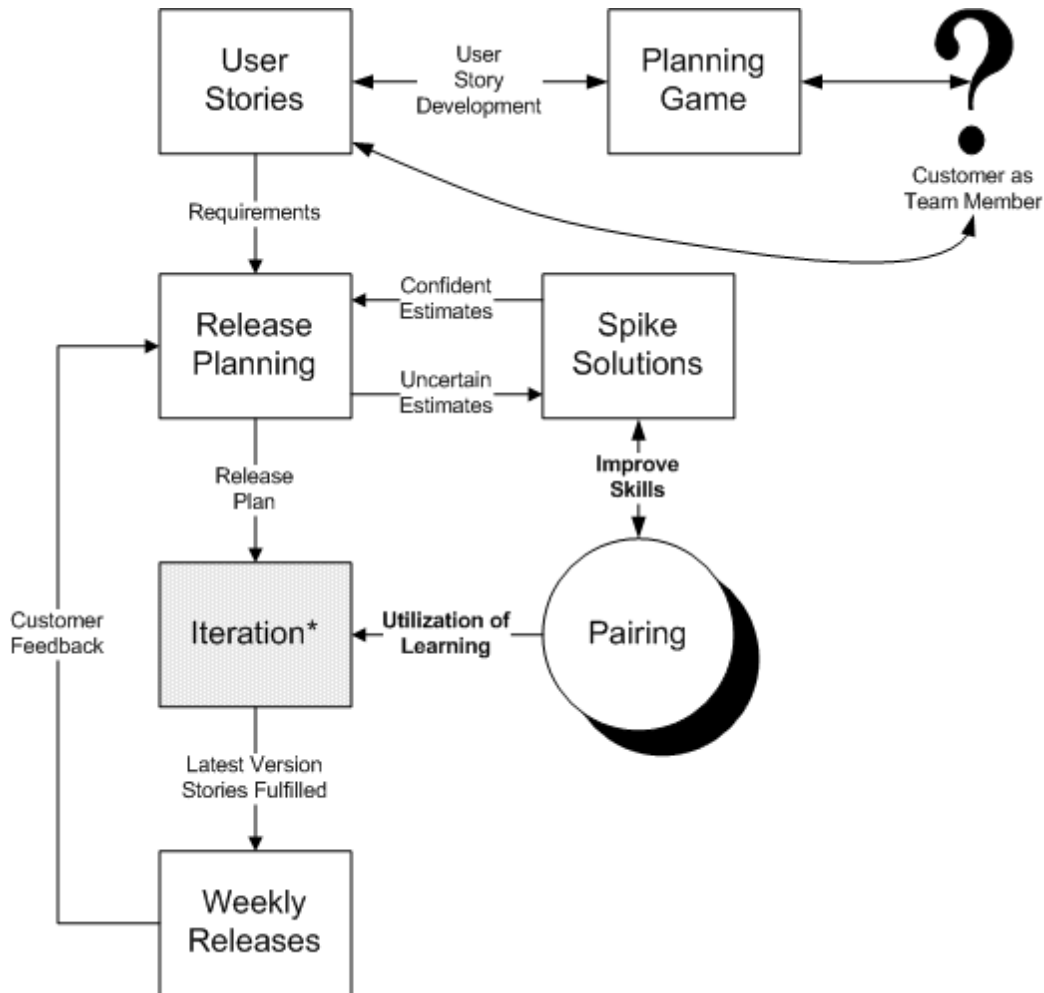 User
Stories
User
Story
Development
Planning
Game
?
Customer as
Team Member
Requirements
Release
Planning
Confident
Estimates
Uncertain
Estimates
Spike
Solutions
Release
Plan
Improve
Skills
Customer
Feedback
Iteration*
Utilization of
Learning
Pairing
Latest Version
Stories Fulfilled
Weekly
Releases